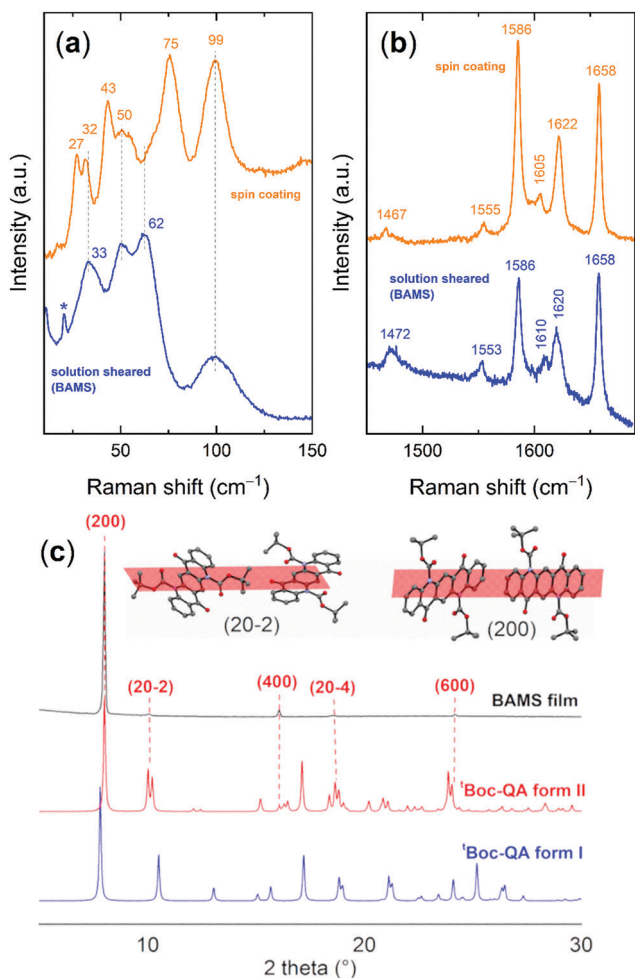 (a)
27
32
43
50
75
99
spin coating
33
62
*
solution sheared
(BAMS)
Intensity (a.u.)
50
100
150
Raman shift (cm⁻¹)
(b)
1586
spin coating
1658
1622
1605
1555
1467
1586
1658
solution sheared
(BAMS)
1620
1610
1553
1472
Intensity (a.u.)
1500
1600
Raman shift (cm⁻¹)
(c)
(200)
(20-2)
(200)
(20-2)
(400)
(20-4)
(600)
BAMS film
ᵗBoc-QA form II
ᵗBoc-QA form I
10
20
30
2 theta (°)